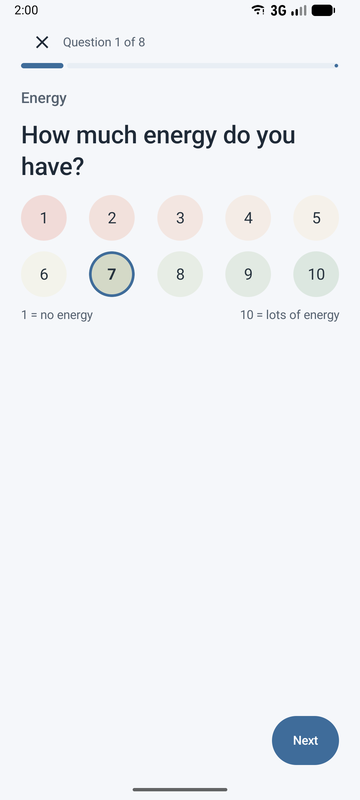 2:00
3G
Question 1 of 8
Energy
How much energy do you
have?
1 2 3 4 5
6 7 8 9 10
1 = no energy 10 = lots of energy
Next